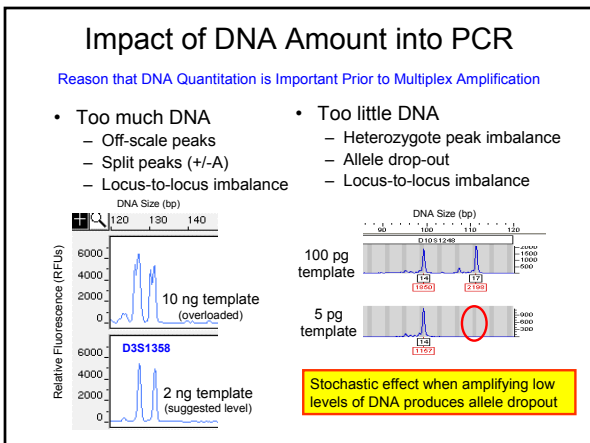 Impact of DNA Amount into PCR
Reason that DNA Quantitation is Important Prior to Multiplex Amplification
• Too much DNA
– Off-scale peaks
– Split peaks (+/-A)
– Locus-to-locus imbalance
DNA Size (bp)
120 130 140
Relative Fluorescence (RFUs)
6000
4000
2000
0
10 ng template
(overloaded)
D3S1358
6000
4000
2000
0
2 ng template
(suggested level)
• Too little DNA
– Heterozygote peak imbalance
– Allele drop-out
– Locus-to-locus imbalance
DNA Size (bp)
90 100 110 120
D10S1248
100 pg
template
2000
1500
1000
500
14 17
1850 2198
5 pg
template
900
600
300
14
1167
Stochastic effect when amplifying low
levels of DNA produces allele dropout